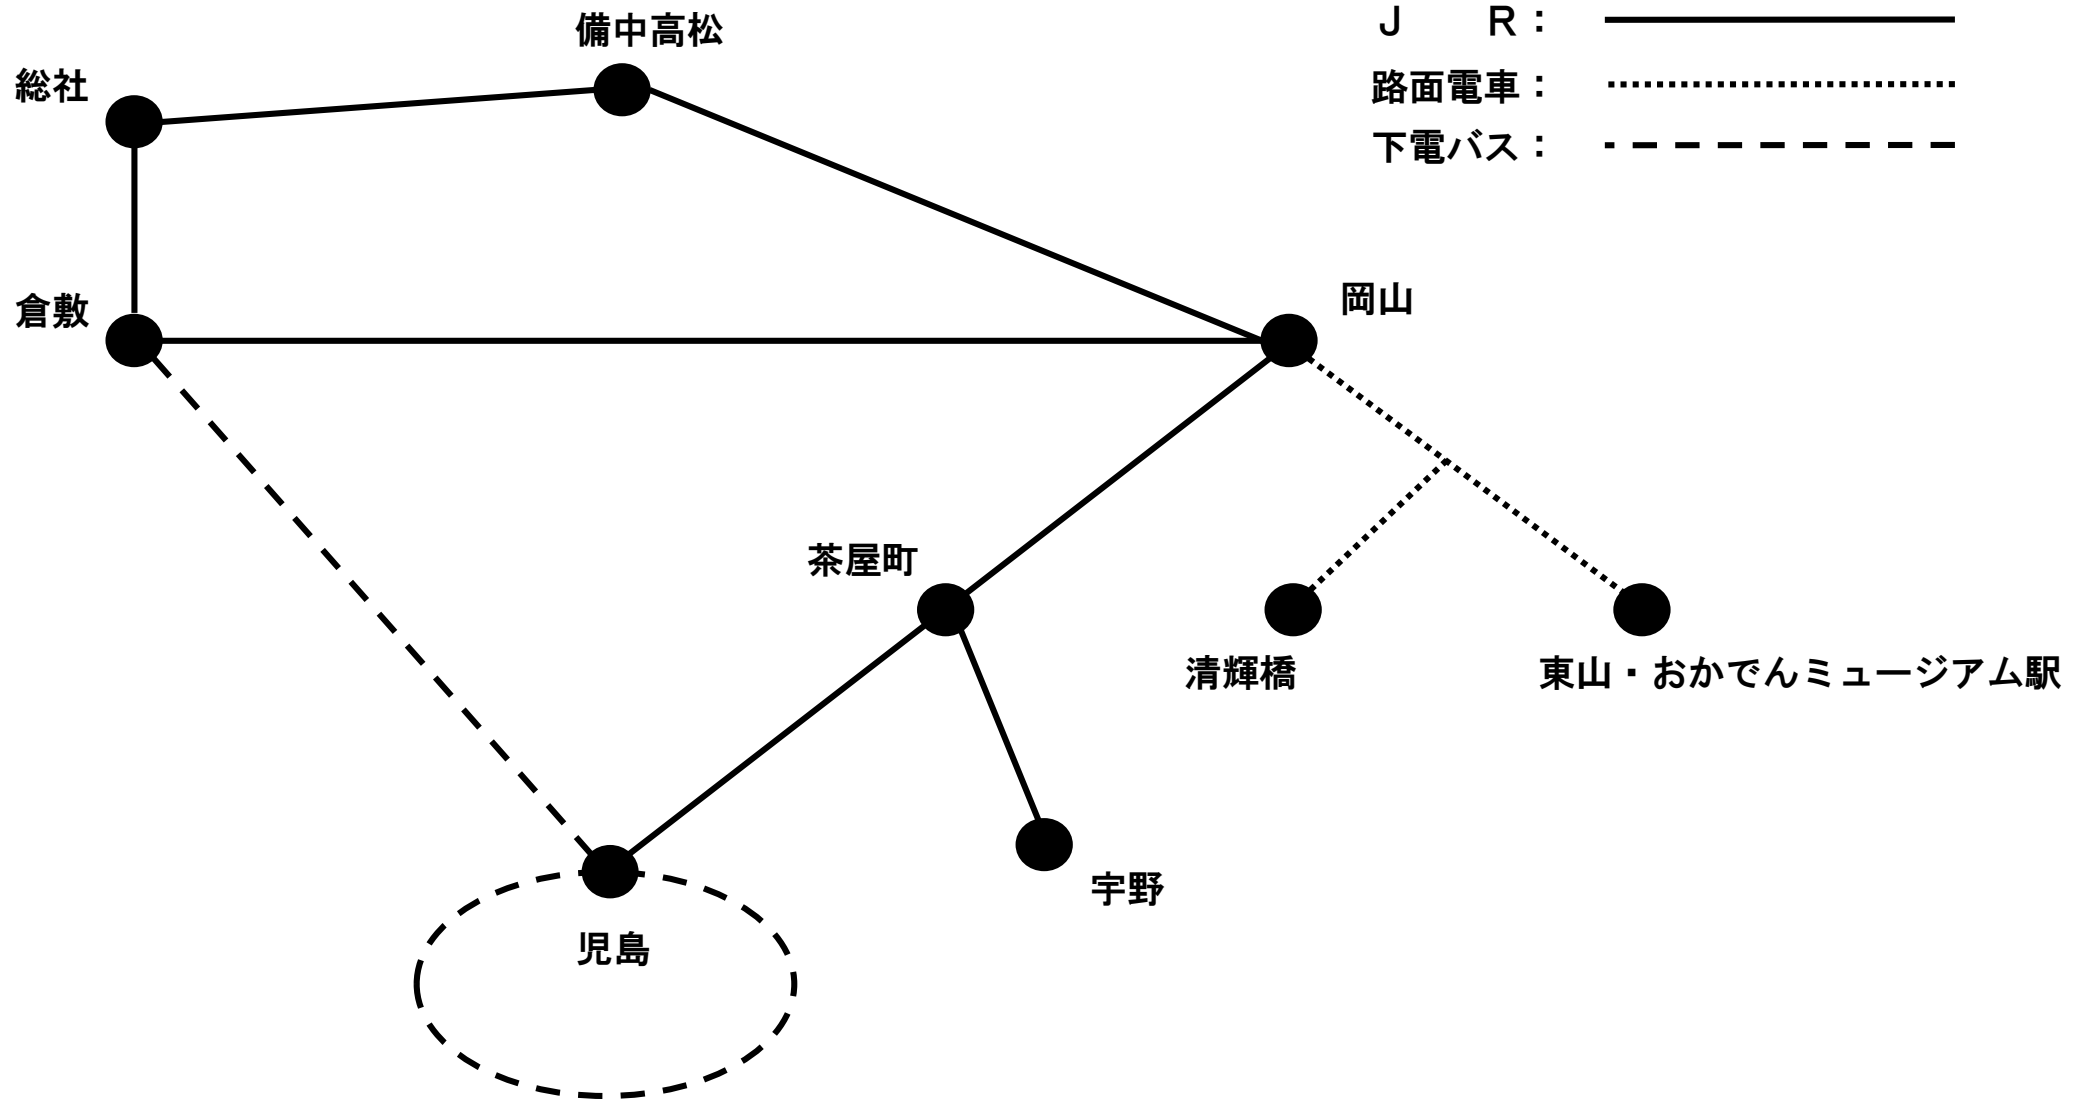 備中高松
Ｊ　　Ｒ：
総社
路面電車：
下電バス：
倉敷
岡山
茶屋町
清輝橋
東山・おかでんミュージアム駅
宇野
児島